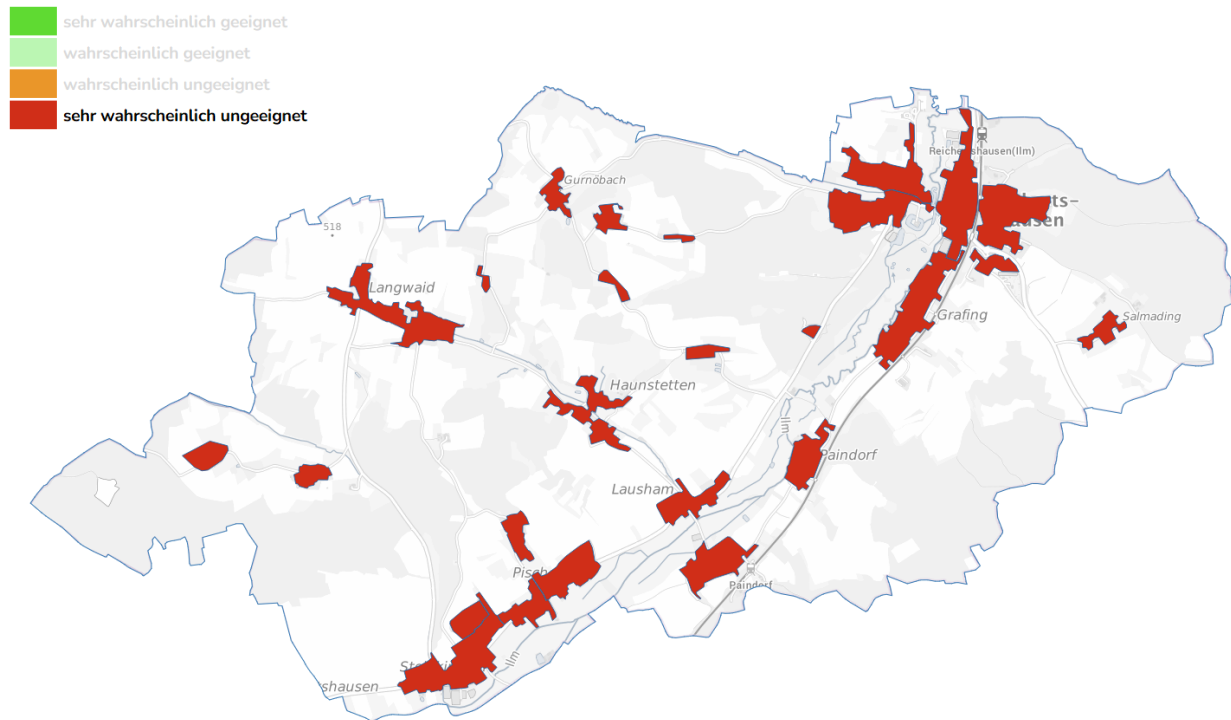 sehr wahrscheinlich geeignet
wahrscheinlich geeignet
wahrscheinlich ungeeignet
sehr wahrscheinlich ungeeignet
Gurnöbach
518
Langwaid
Salmading
Grafing
Haunstetten
Ilm
Paindorf
Lausham
Paindorf
Ilm
shausen